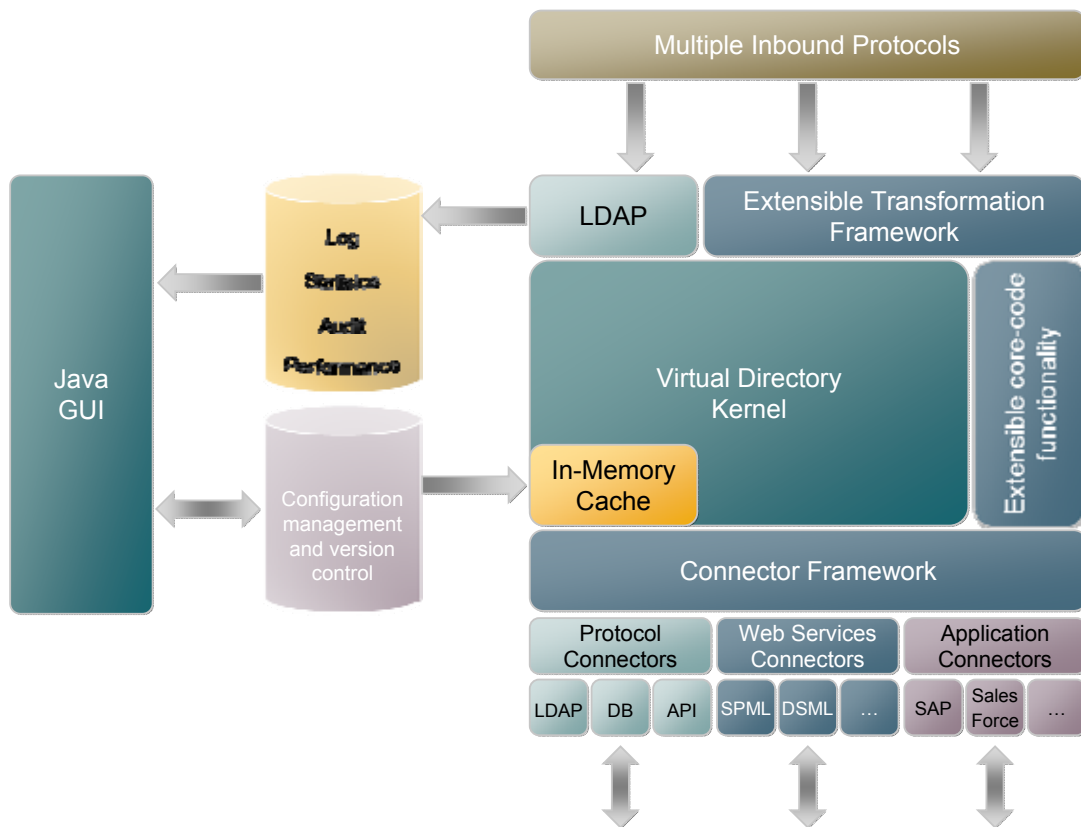 Multiple Inbound Protocols
LDAP
Extensible Transformation
Framework
Log
Statistics
Audit
Performance
Java
GUI
Virtual Directory
Kernel
Extensible core-code
functionality
In-Memory
Cache
Configuration
management
and version
control
Connector Framework
Protocol
Connectors
Web Services
Connectors
Application
Connectors
LDAP
DB
API
SPML
DSML
...
SAP
Sales
Force
...